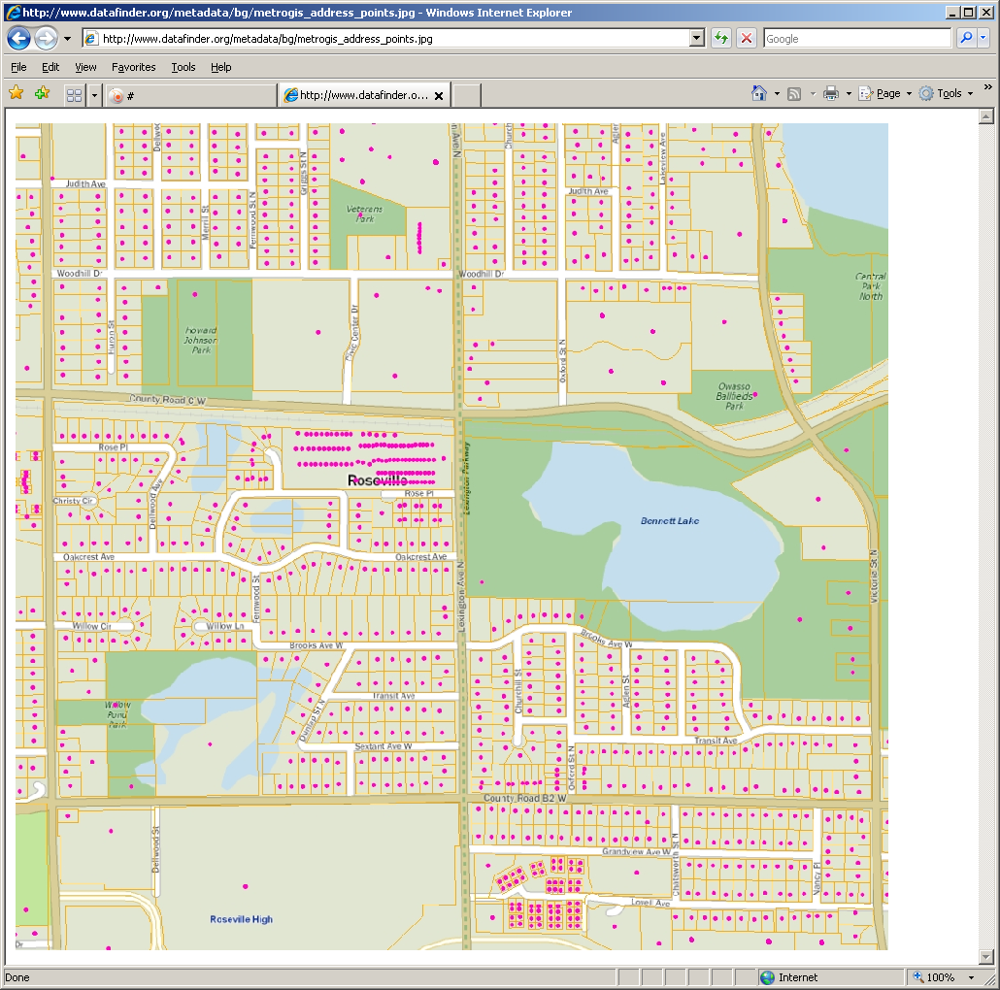 http://www.datafinder.org/metadata/bg/metrogis_address_points.jpg - Windows Internet Explorer
http://www.datafinder.org/metadata/bg/metrogis_address_points.jpg
Google
File Edit View Favorites Tools Help
#
http://www.datafinder.o...
Page
Tools
»
Dellwo
Griggs St N
n Ave N
Church
Aglen
Lakeview Ave
Judith Ave
Judith Ave
Merrill St
Fernwood St N
Veterans
Park
Woodhill Dr
Woodhill Dr
Central
Park
North
Huron St
Howard
Johnson
Park
Civic Center Dr
Oxford St N
Owasso
Ballfields
Park
County Road C W
Rose Pl
Roseville
Rose Pl
Lexington Parkway
Christy Cir
Dellwood Ave
Bennett Lake
Oakcrest Ave
Oakcrest Ave
Victoria St N
Fernwood St
Lexington Ave N
Willow Cir
Willow Ln
Brooks Ave W
Brooks Ave W
Willow
Pond
Park
Dunlap St N
Transit Ave
Churchill St
Aglen St
Sextant Ave W
Transit Ave
Oxford St N
County Road B2 W
Dellwood St
Grandview Ave W
Chatsworth St N
Nancy Pl
Lovell Ave
Roseville High
Dr
Done
Internet
100%